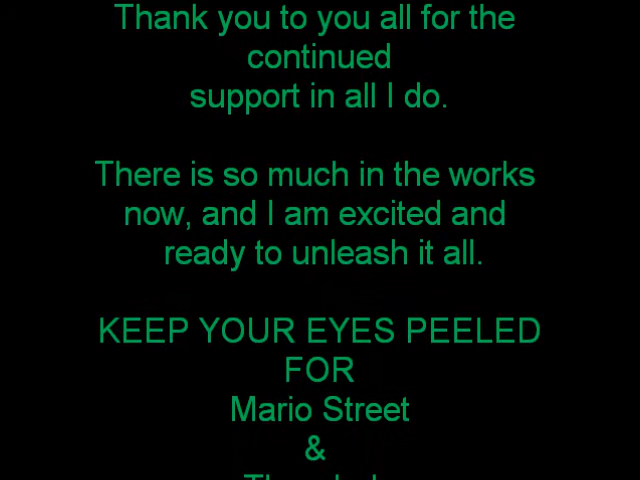 Thank you to you all for the
continued
support in all I do.
There is so much in the works
now, and I am excited and
ready to unleash it all.
KEEP YOUR EYES PEELED
FOR
Mario Street
&